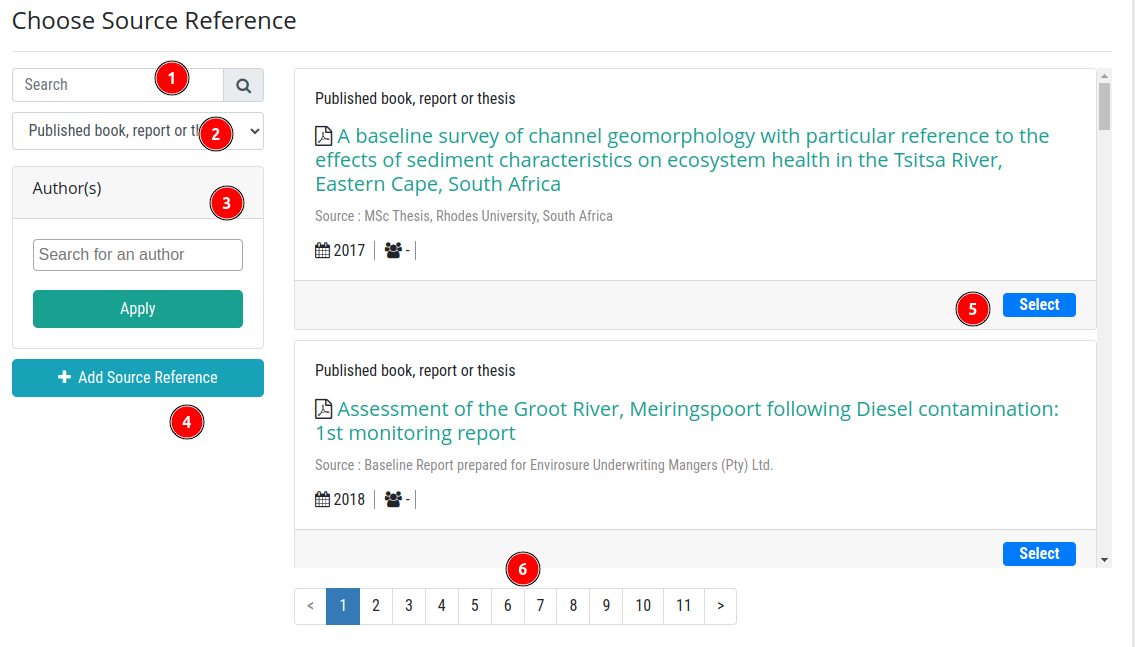 Choose Source Reference
Search
1
Published book, report or t
2
Author(s)
3
Search for an author
Apply
Add Source Reference
4
Published book, report or thesis
A baseline survey of channel geomorphology with particular reference to the
effects of sediment characteristics on ecosystem health in the Tsitsa River,
Eastern Cape, South Africa
Source : MSc Thesis, Rhodes University, South Africa
2017 -
5
Select
Published book, report or thesis
Assessment of the Groot River, Meiringspoort following Diesel contamination:
1st monitoring report
Source : Baseline Report prepared for Envirosure Underwriting Mangers (Pty) Ltd.
2018 -
Select
6
< 1 2 3 4 5 6 7 8 9 10 11 >